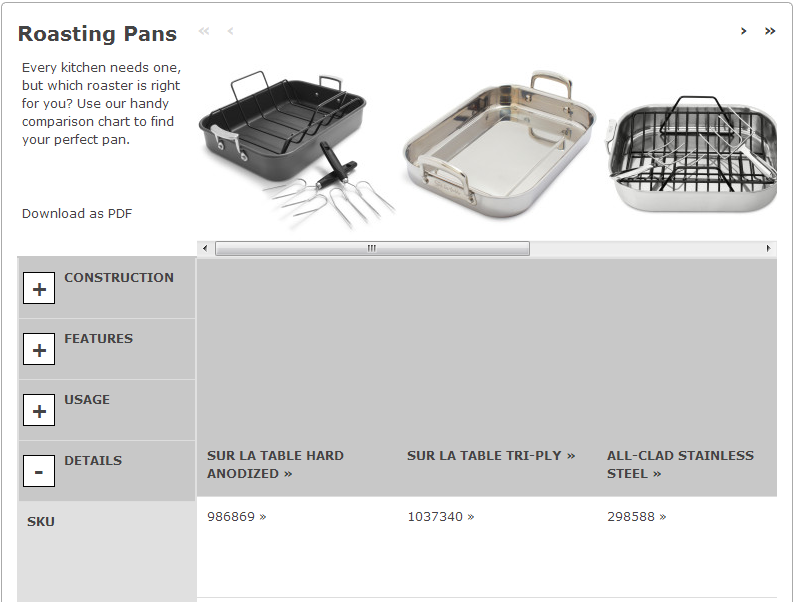 Roasting Pans
« ‹ › »
Every kitchen needs one,
but which roaster is right
for you? Use our handy
comparison chart to find
your perfect pan.
Download as PDF
+ CONSTRUCTION
+ FEATURES
+ USAGE
- DETAILS
SUR LA TABLE HARD
ANODIZED »
SUR LA TABLE TRI-PLY »
ALL-CLAD STAINLESS
STEEL »
SKU
986869 »
1037340 »
298588 »